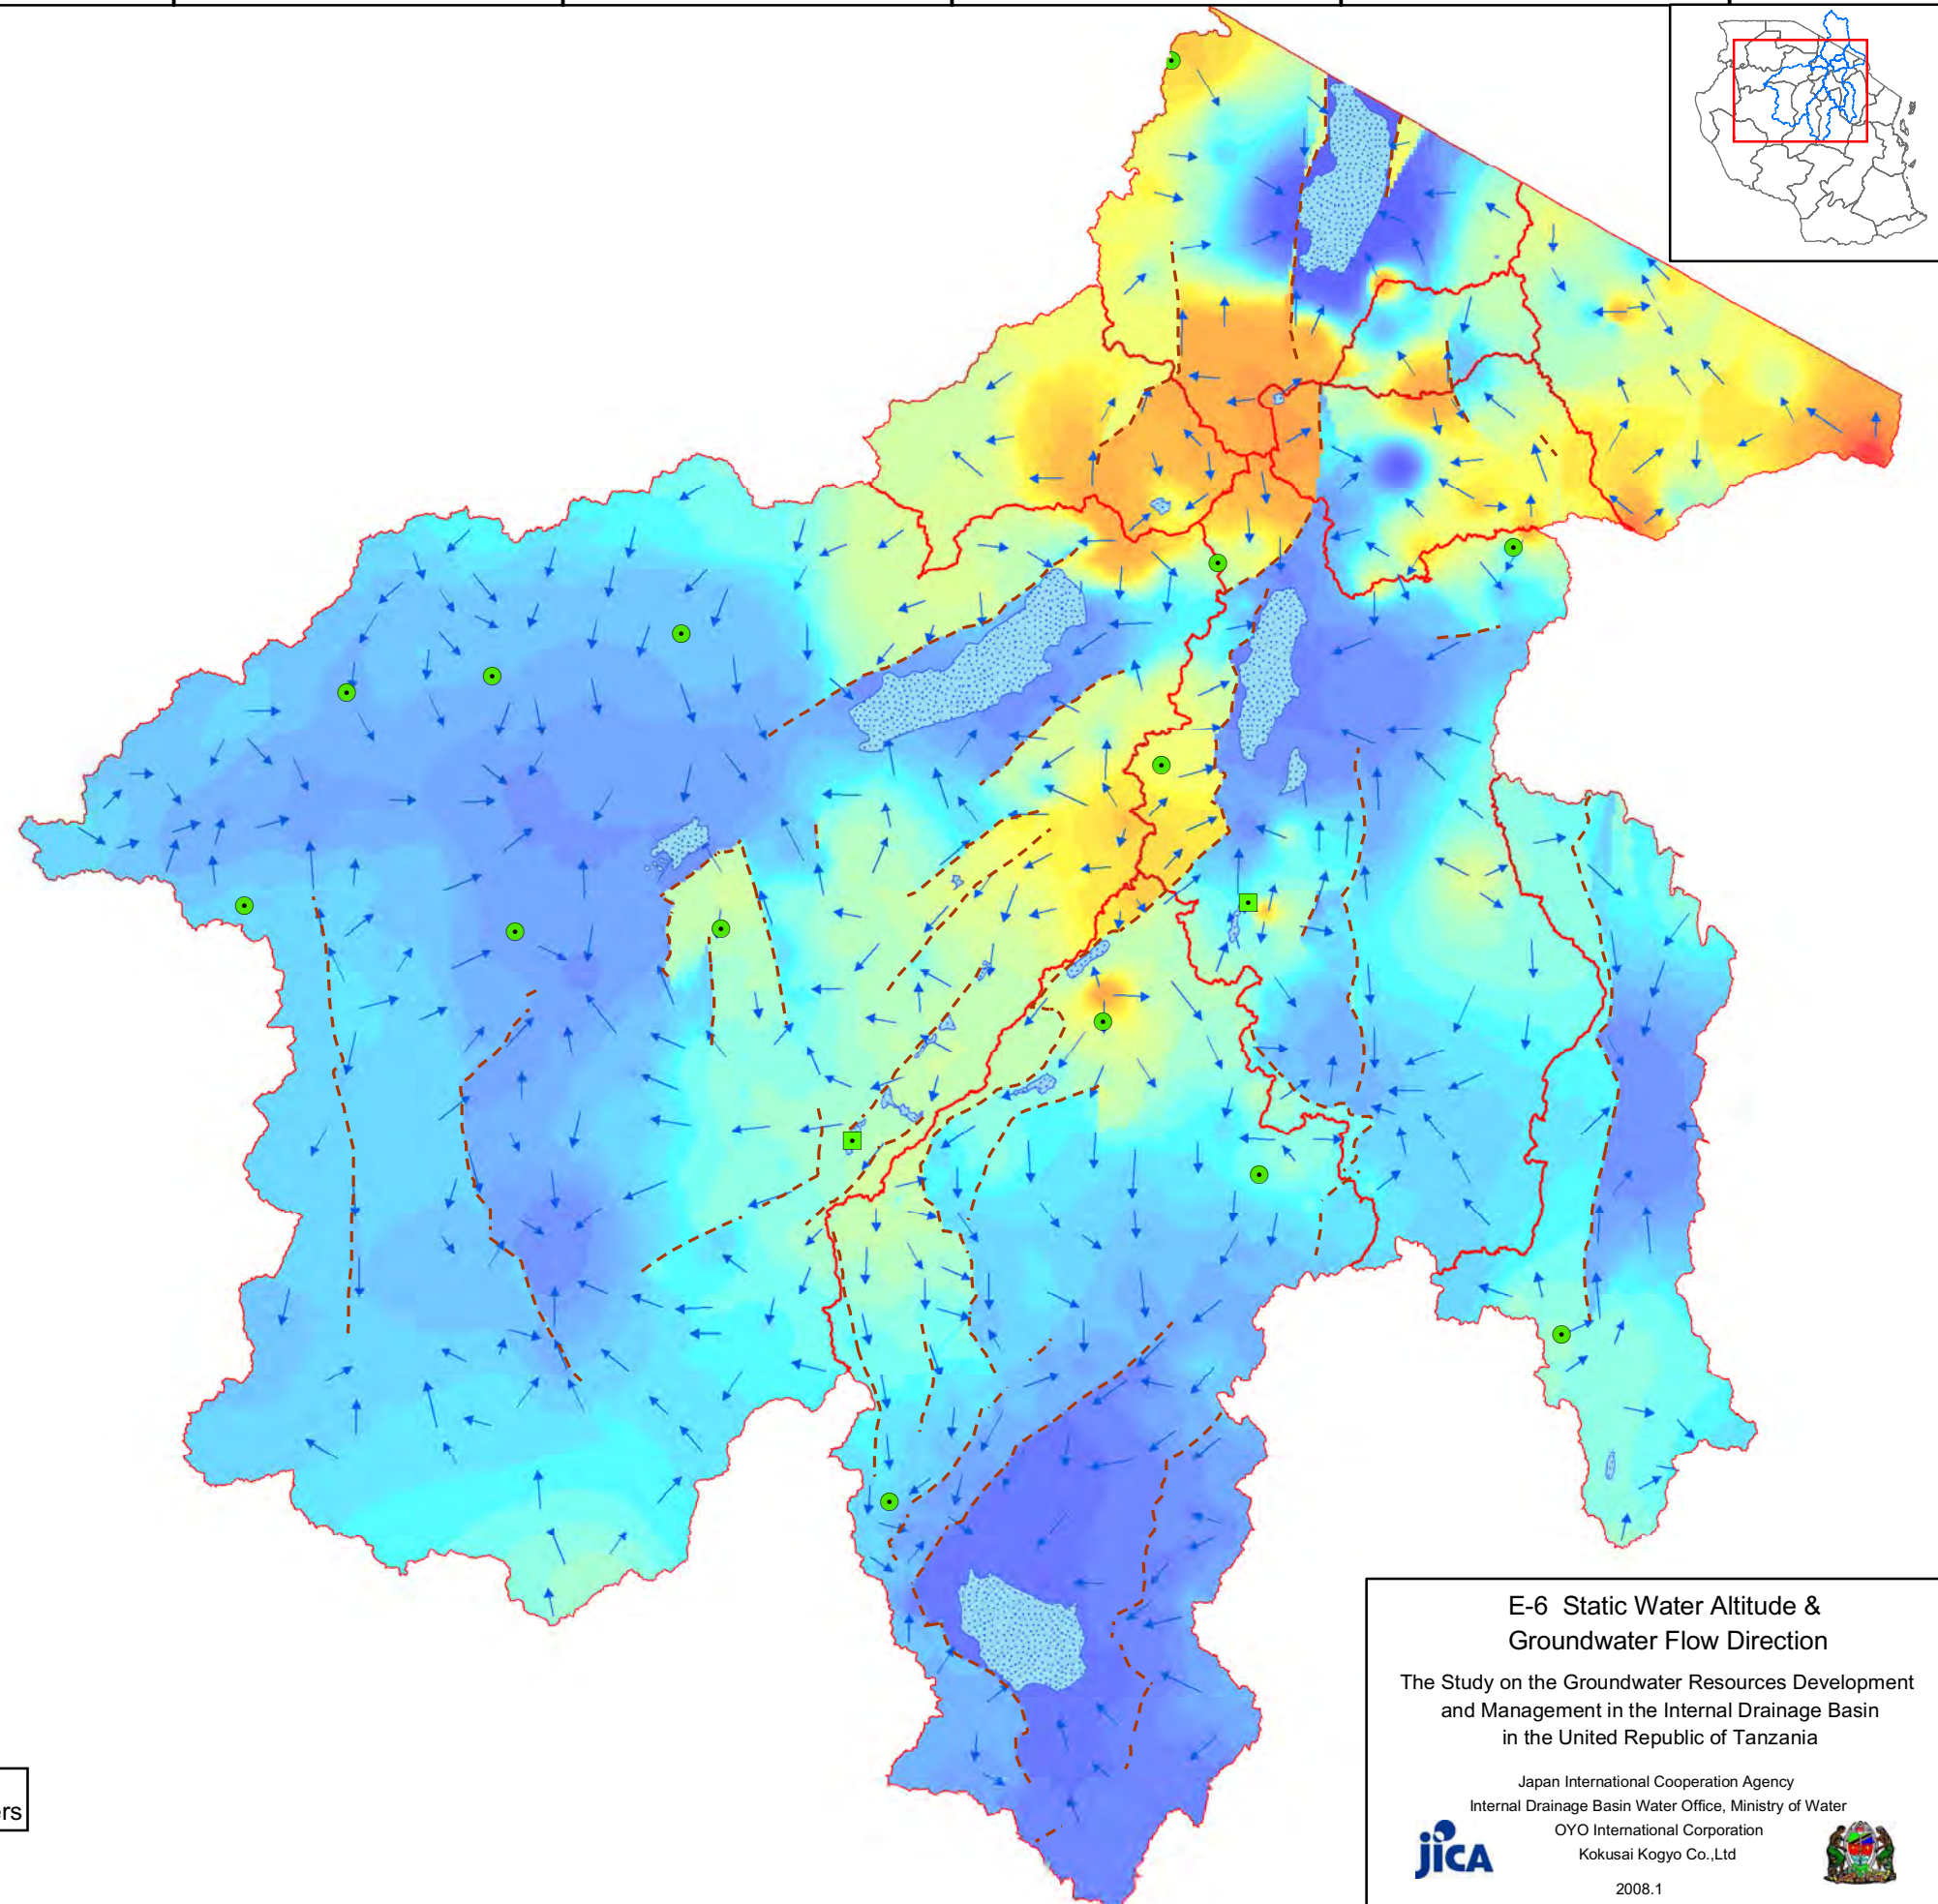 E-6 Static Water Altitude &
Groundwater Flow Direction
The Study on the Groundwater Resources Development
and Management in the Internal Drainage Basin
in the United Republic of Tanzania
Japan International Cooperation Agency
Internal Drainage Basin Water Office, Ministry of Water
OYO International Corporation
Kokusai Kogyo Co.,Ltd
jICA
2008.1